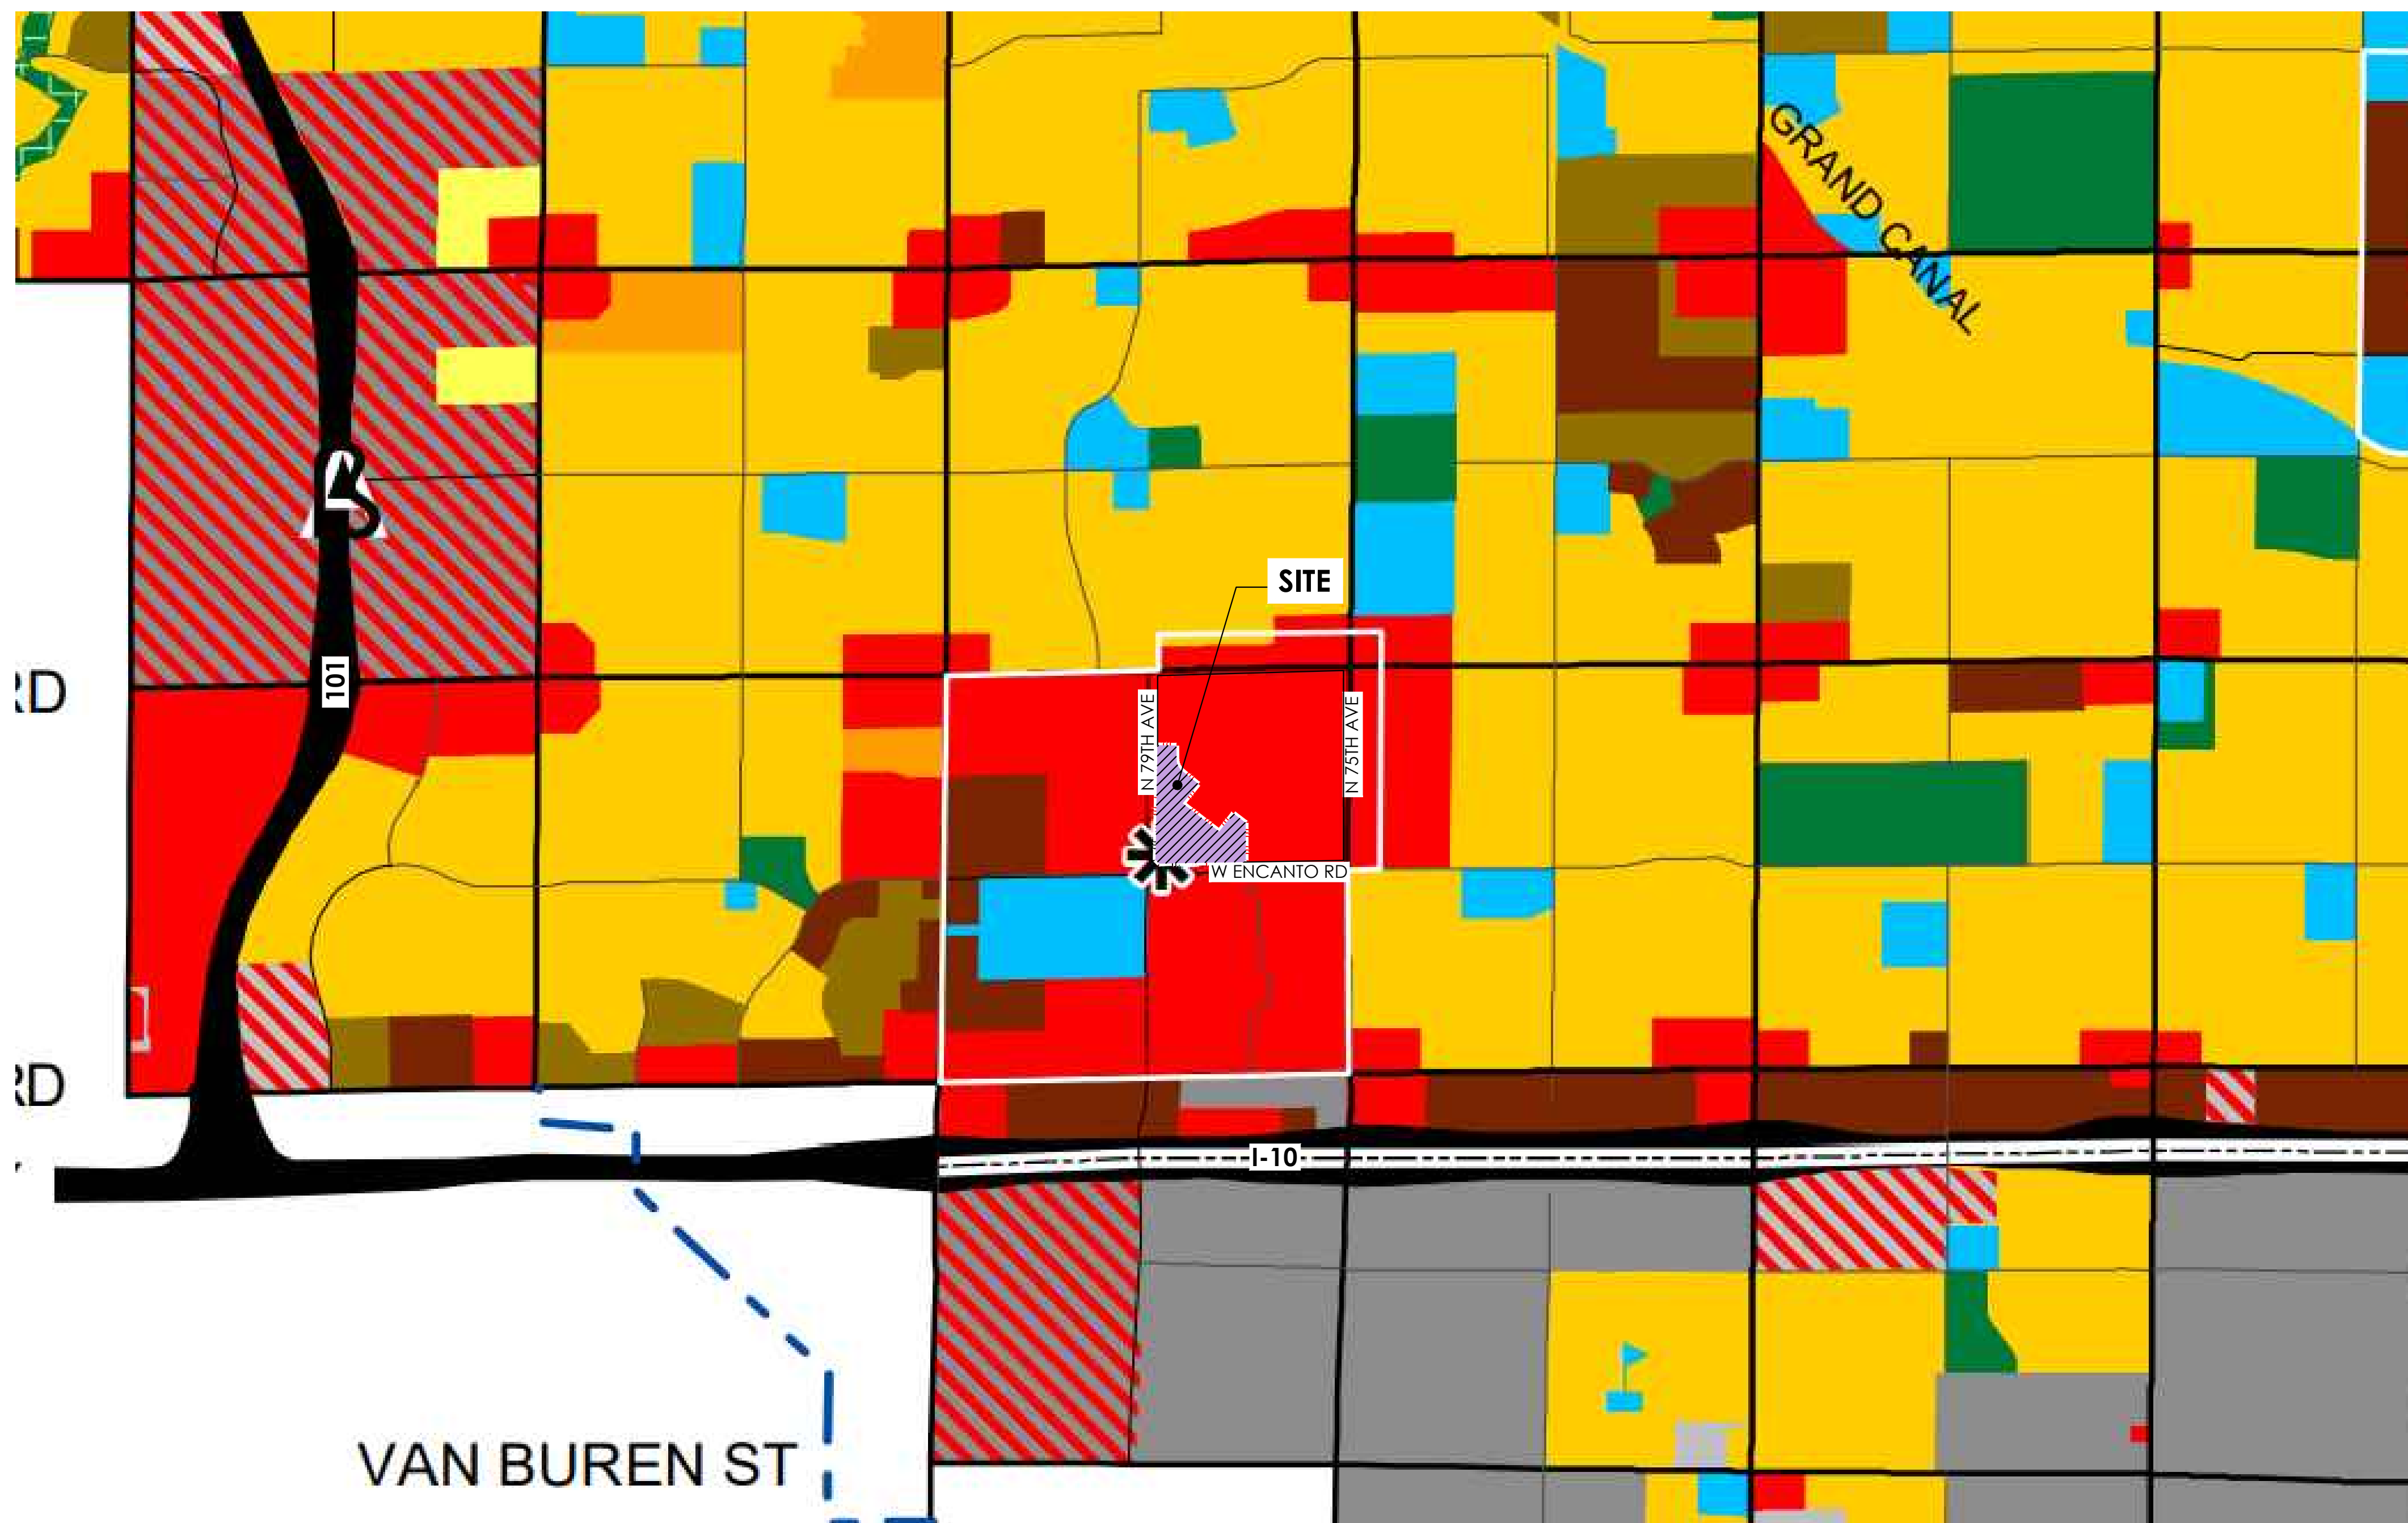 GRAND CANAL
SITE
RD
101
N 79TH AVE
N 75TH AVE
W ENCANTO RD
RD
I-10
VAN BUREN ST